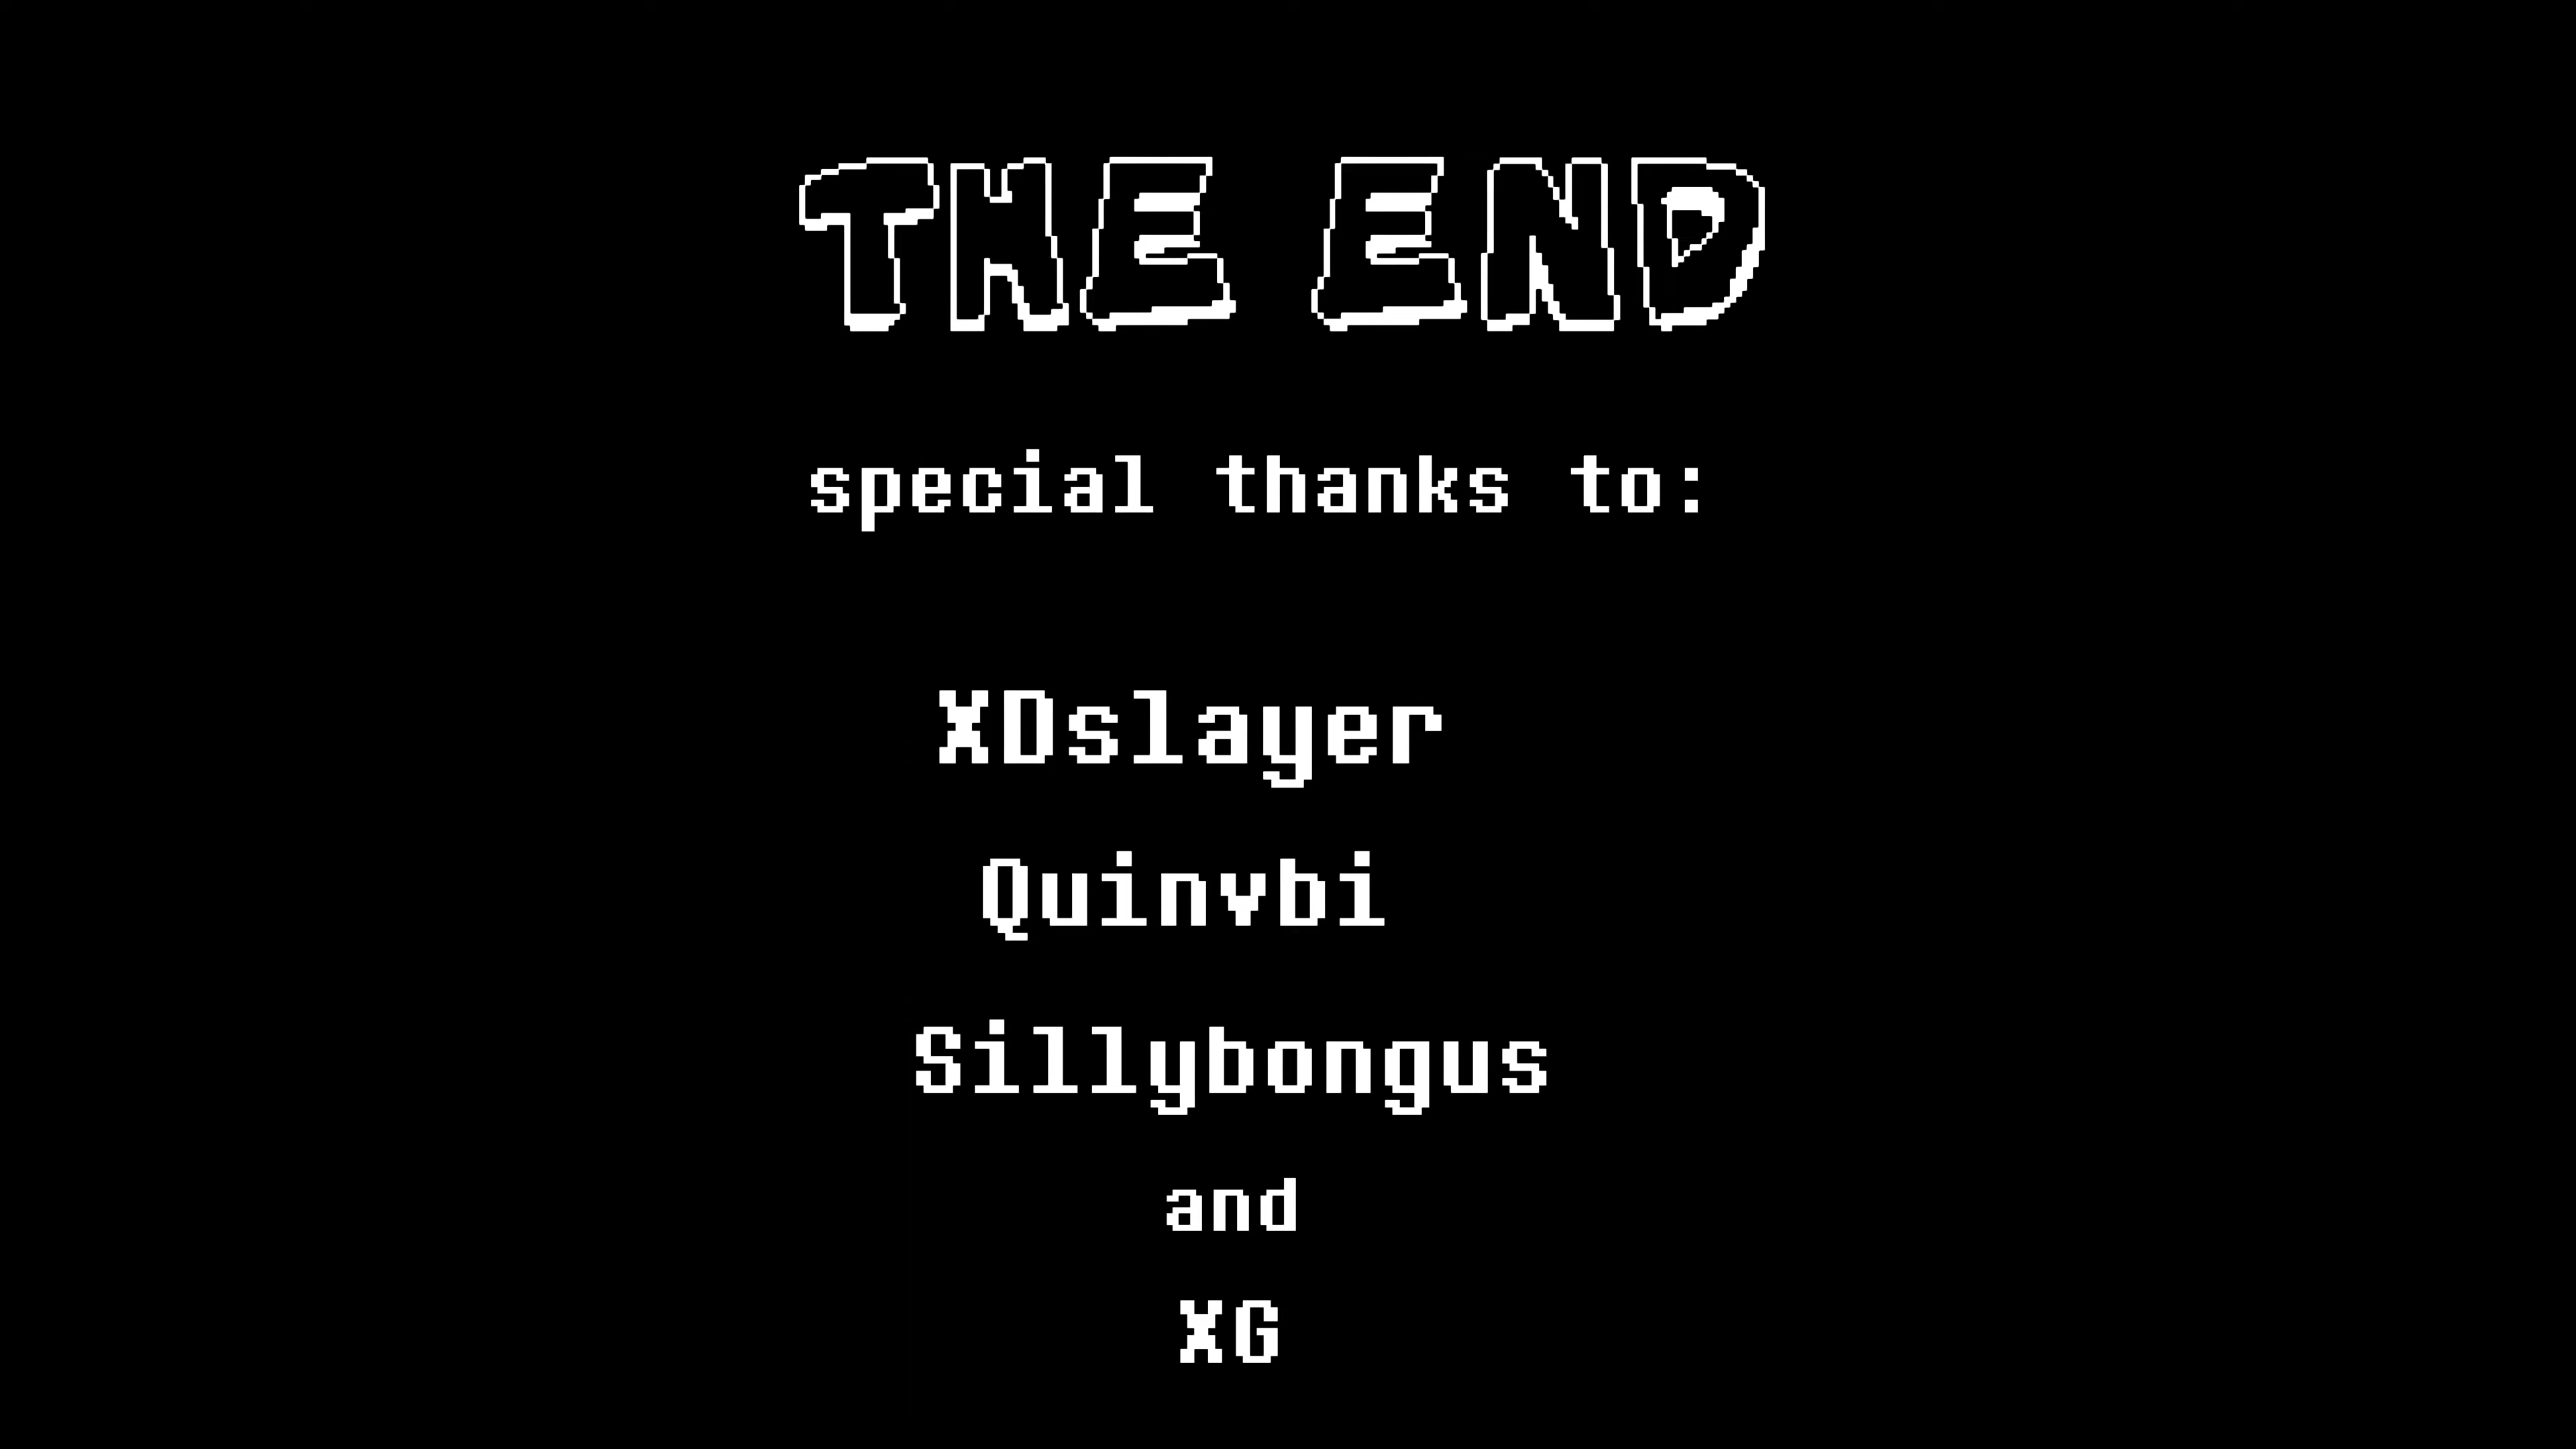 THE END
special thanks to:
XDslayer
Quinvbi
Sillybongus
and
XG